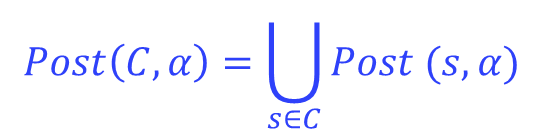 Post(C, α) = ⋃ Post (s, α)
s∈C